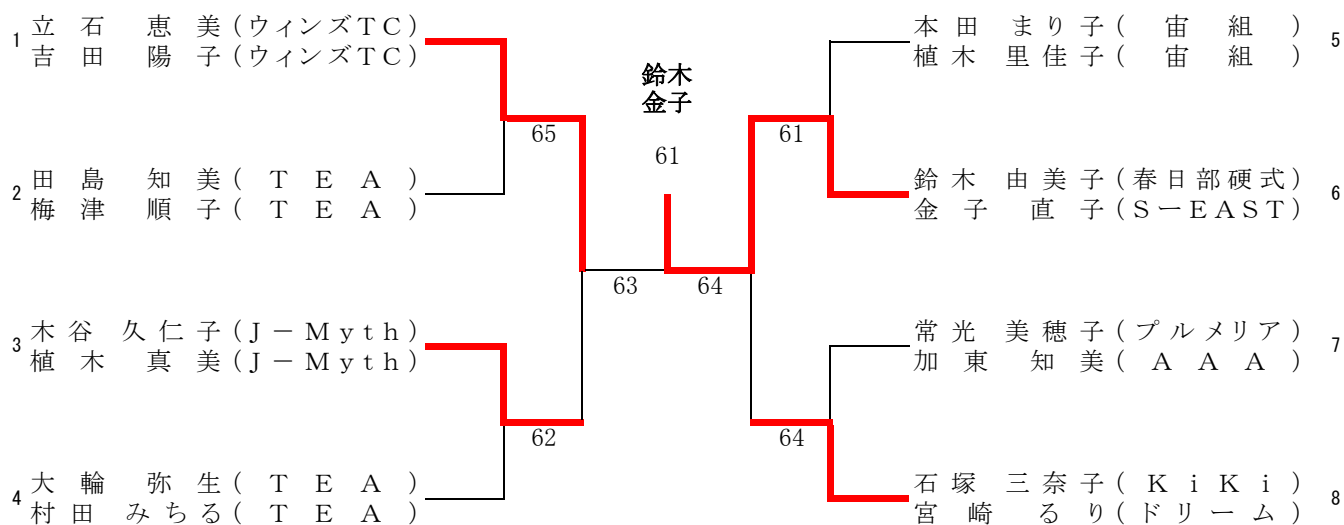 1 立石 恵美(ウィンズTC)
吉田 陽子(ウィンズTC)
2 田島 知美(TEA)
梅津 順子(TEA)
3 木谷 久仁子(J－Myth)
植木 真美(J－Myth)
4 大輪 弥生(TEA)
村田 みちる(TEA)
65
62
63
鈴木
金子
61
64
61
64
本田 まり子(宙組) 5
植木 里佳子(宙組)
鈴木 由美子(春日部硬式) 6
金子 直子(SーEAST)
常光 美穂子(プルメリア) 7
加東 知美(AAA)
石塚 三奈子(KiKi) 8
宮崎 るり(ドリーム)